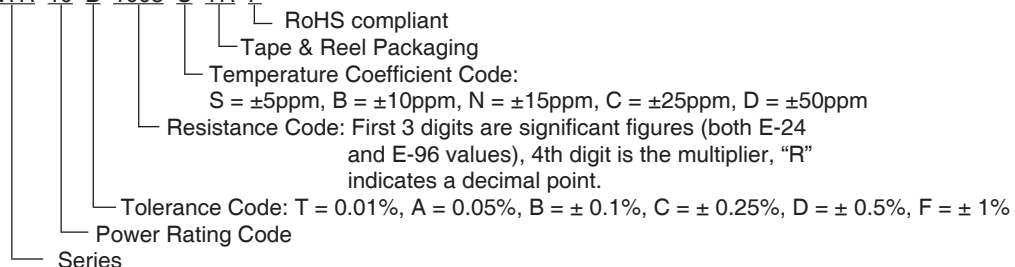 RoHS compliant
Tape & Reel Packaging
Temperature Coefficient Code:
S = ±5ppm, B = ±10ppm, N = ±15ppm, C = ±25ppm, D = ±50ppm
Resistance Code: First 3 digits are significant figures (both E-24
and E-96 values), 4th digit is the multiplier, “R”
indicates a decimal point.
Tolerance Code: T = 0.01%, A = 0.05%, B = ± 0.1%, C = ± 0.25%, D = ± 0.5%, F = ± 1%
Power Rating Code
Series